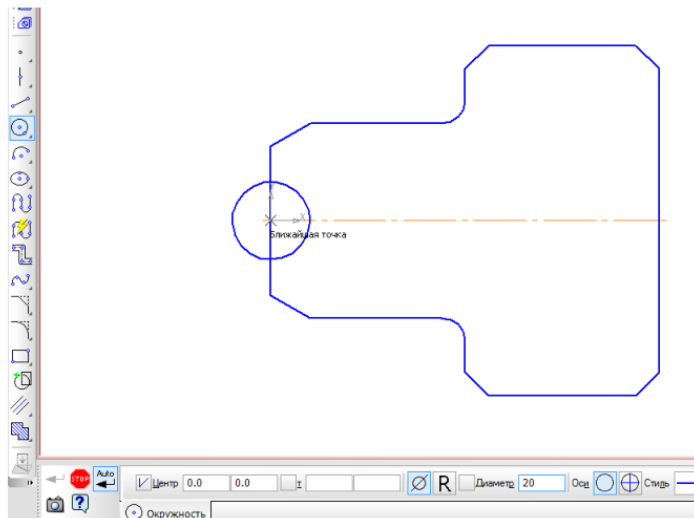 Y
X
Ближайшая точка
STOP
Auto
Центр 0.0 0.0 т R Диаметр 20 Оси Стиль
Окружность